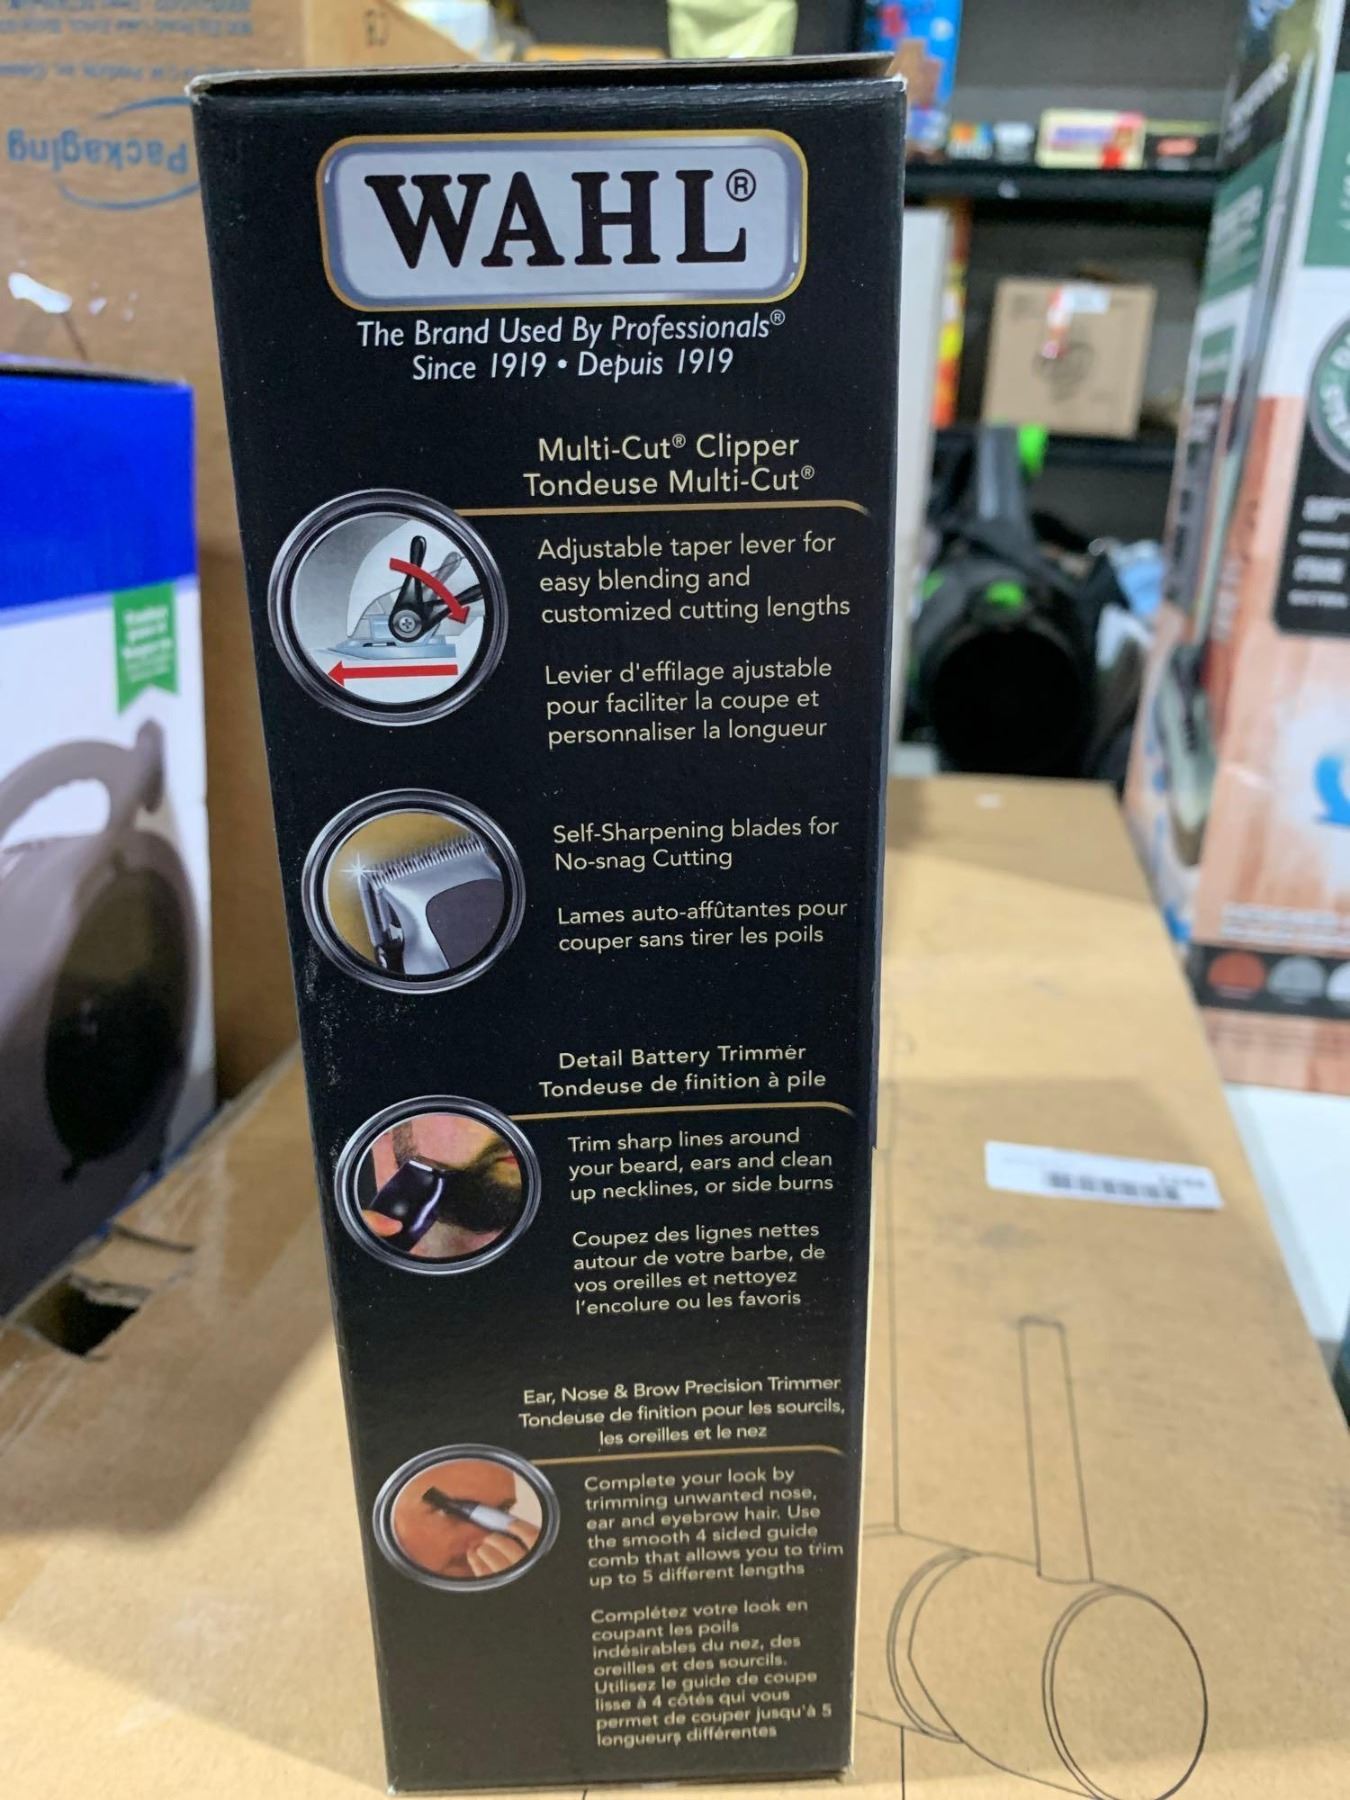 Packaging
WAHL®
The Brand Used By Professionals®
Since 1919 • Depuis 1919
Multi-Cut® Clipper
Tondeuse Multi-Cut®
Adjustable taper lever for
easy blending and
customized cutting lengths
Levier d'effilage ajustable
pour faciliter la coupe et
personnaliser la longueur
Self-Sharpening blades for
No-snag Cutting
Lames auto-affûtantes pour
couper sans tirer les poils
Detail Battery Trimmer
Tondeuse de finition à pile
Trim sharp lines around
your beard, ears and clean
up necklines, or side burns
Coupez des lignes nettes
autour de votre barbe, de
vos oreilles et nettoyez
l'encolure ou les favoris
Ear, Nose & Brow Precision Trimmer
Tondeuse de finition pour les sourcils,
les oreilles et le nez
Complete your look by
trimming unwanted nose,
ear and eyebrow hair. Use
the smooth 4 sided guide
comb that allows you to trim
up to 5 different lengths
Complétez votre look en
coupant les poils
indésirables du nez, des
oreilles et des sourcils.
Utilisez le guide de coupe
lisse à 4 côtés qui vous
permet de couper jusqu'à 5
longueurs différentes